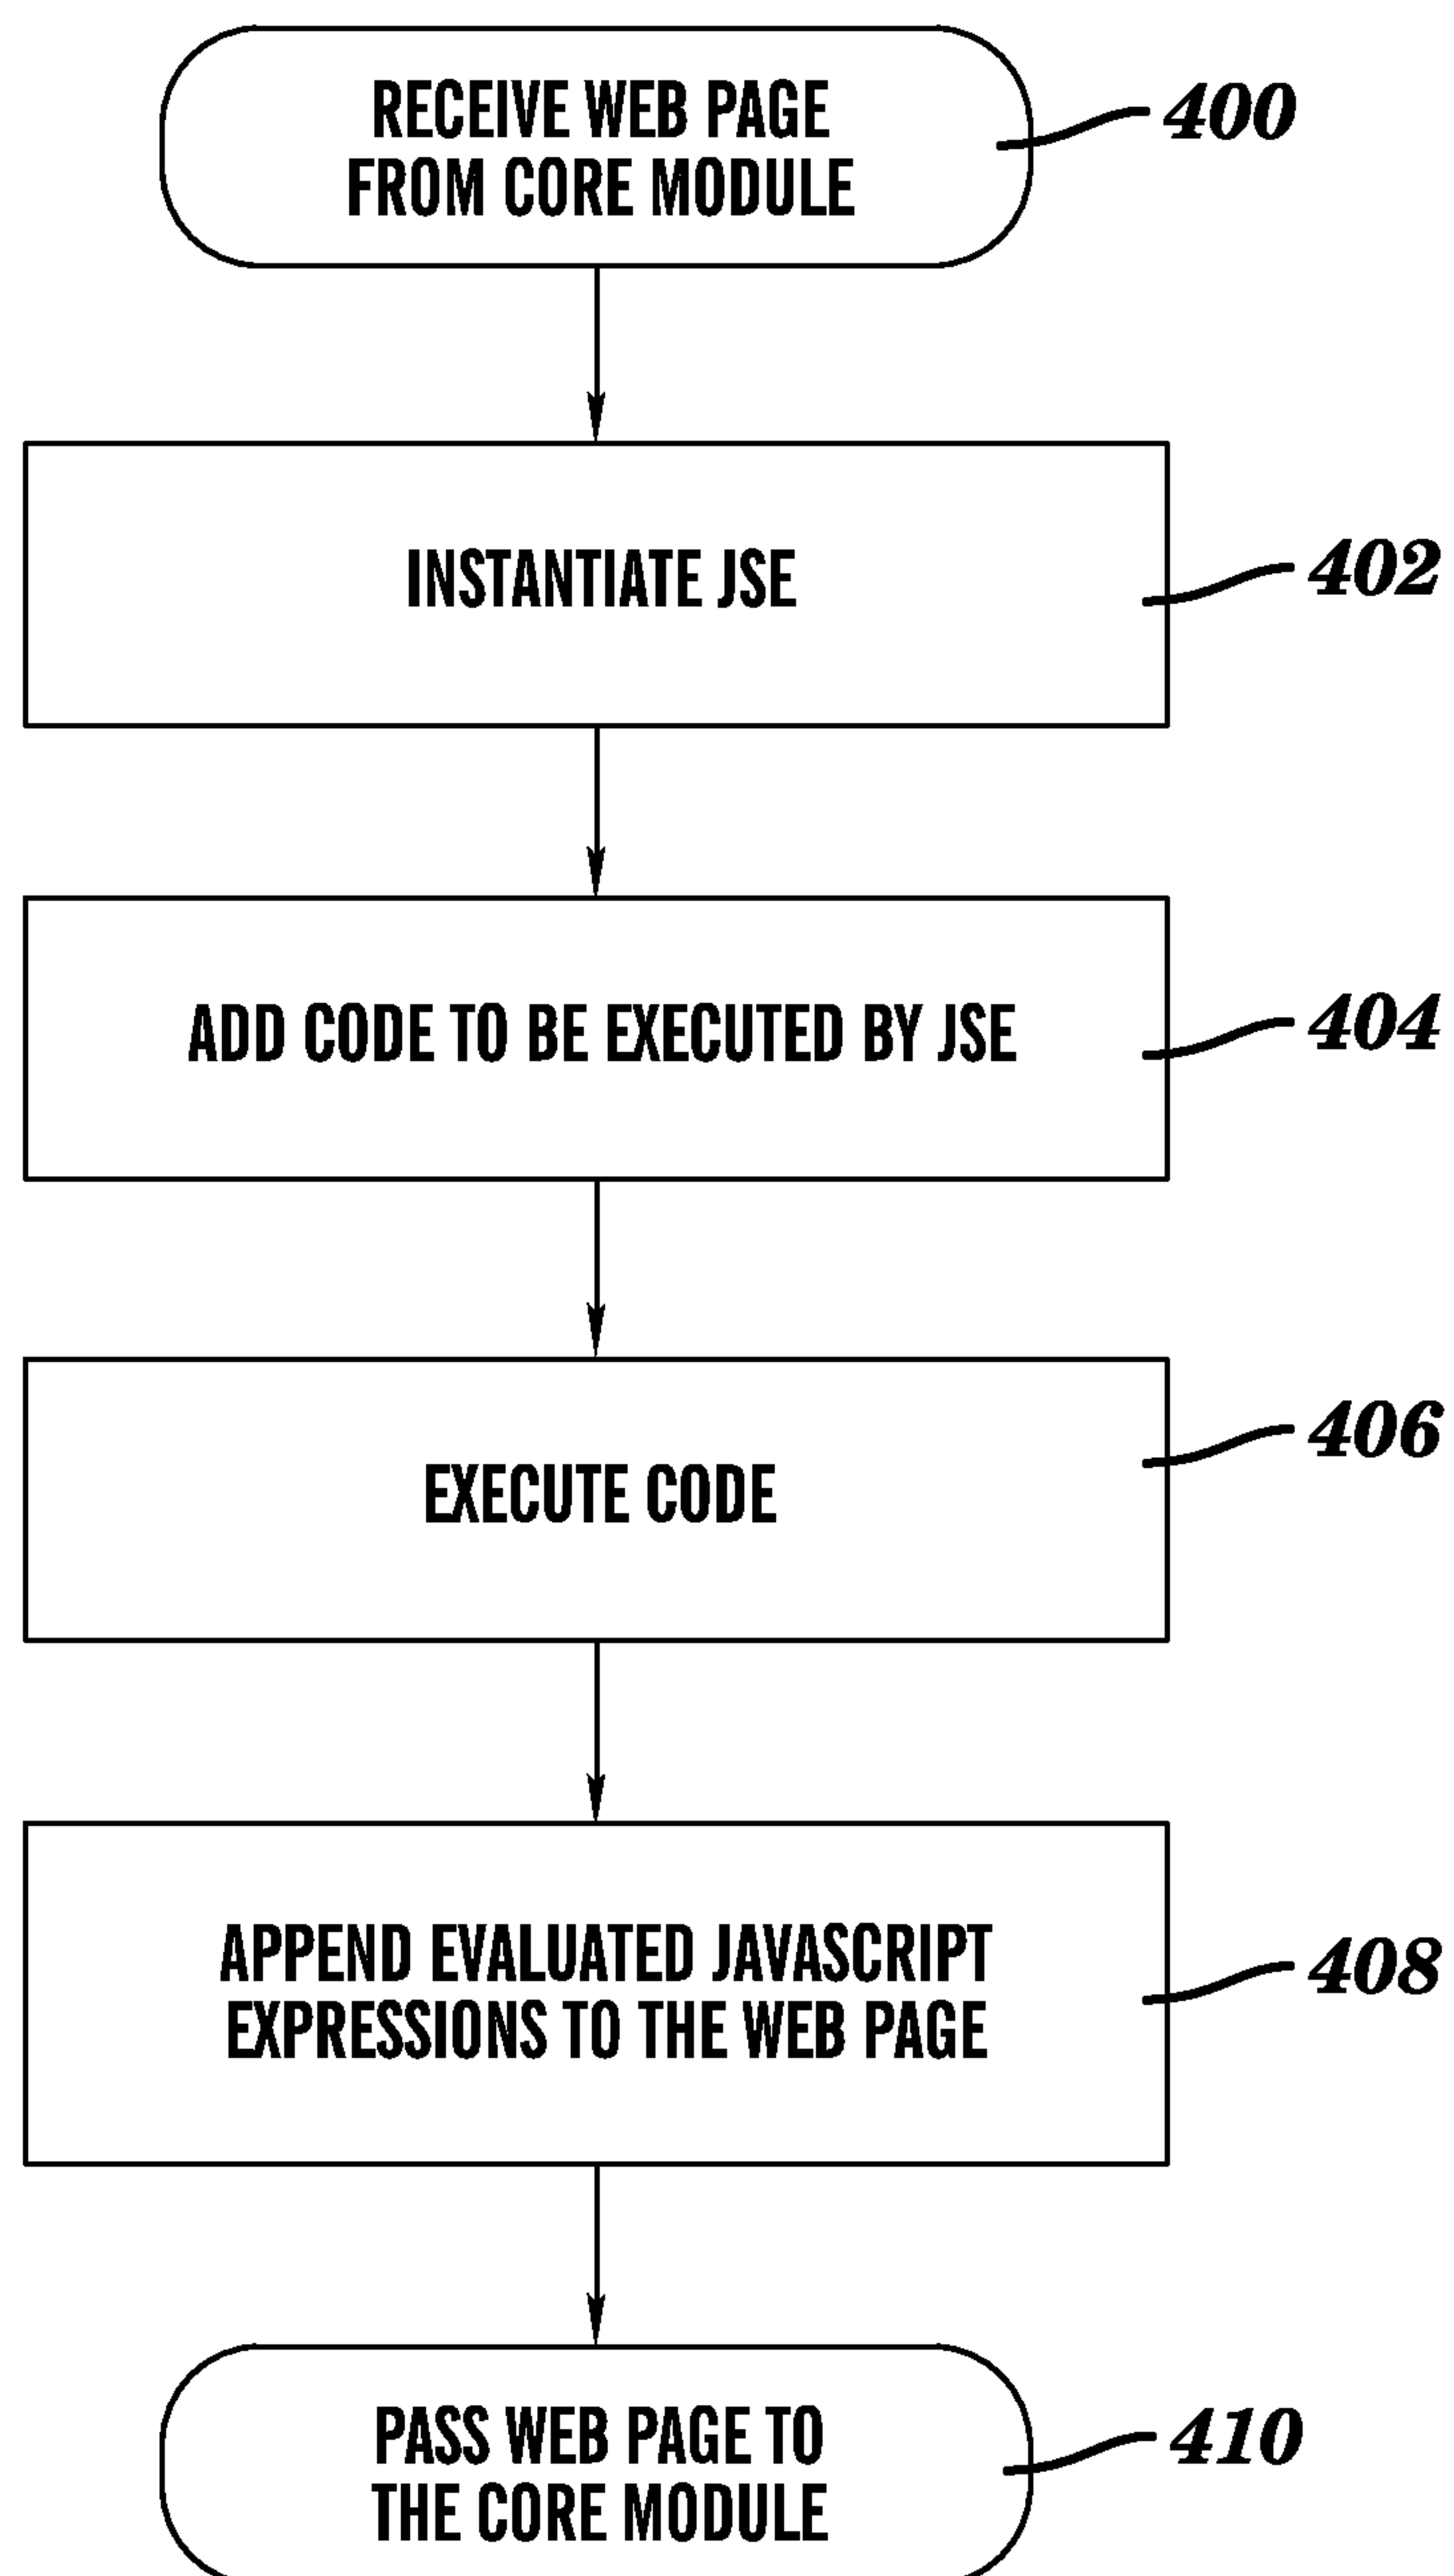 RECEIVE WEB PAGE
FROM CORE MODULE
400
INSTANTIATE JSE
402
ADD CODE TO BE EXECUTED BY JSE
404
EXECUTE CODE
406
APPEND EVALUATED JAVASCRIPT
EXPRESSIONS TO THE WEB PAGE
408
PASS WEB PAGE TO
THE CORE MODULE
410